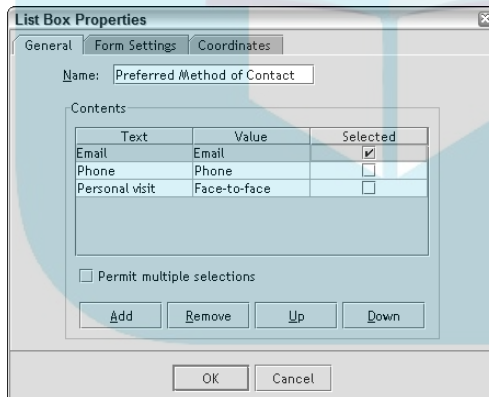 List Box Properties
General Form Settings Coordinates
Name: Preferred Method of Contact
Contents
Text Value Selected
Email Email
Phone Phone
Personal visit Face-to-face
Permit multiple selections
Add Remove Up Down
OK Cancel